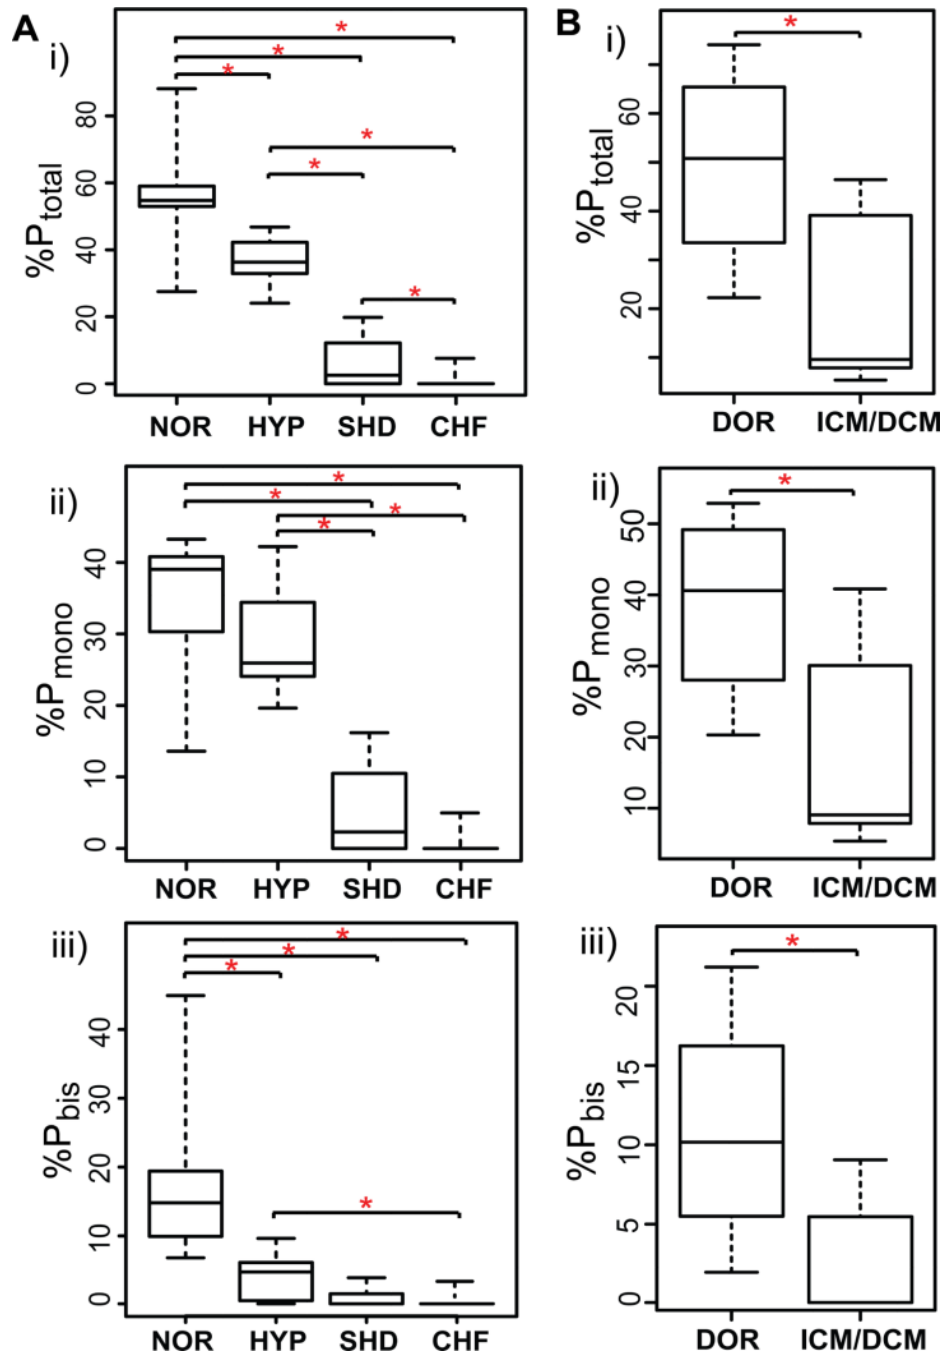 A
i)
%Ptotal
80
60
40
20
0
* * * * * *
NOR HYP SHD CHF
ii)
%Pmono
40
30
20
10
0
* * * *
NOR HYP SHD CHF
iii)
%Pbis
40
30
20
10
0
* * * *
NOR HYP SHD CHF
B
i)
%Ptotal
60
40
20
*
DOR ICM/DCM
ii)
%Pmono
50
40
30
20
10
*
DOR ICM/DCM
iii)
%Pbis
20
15
10
5
0
*
DOR ICM/DCM